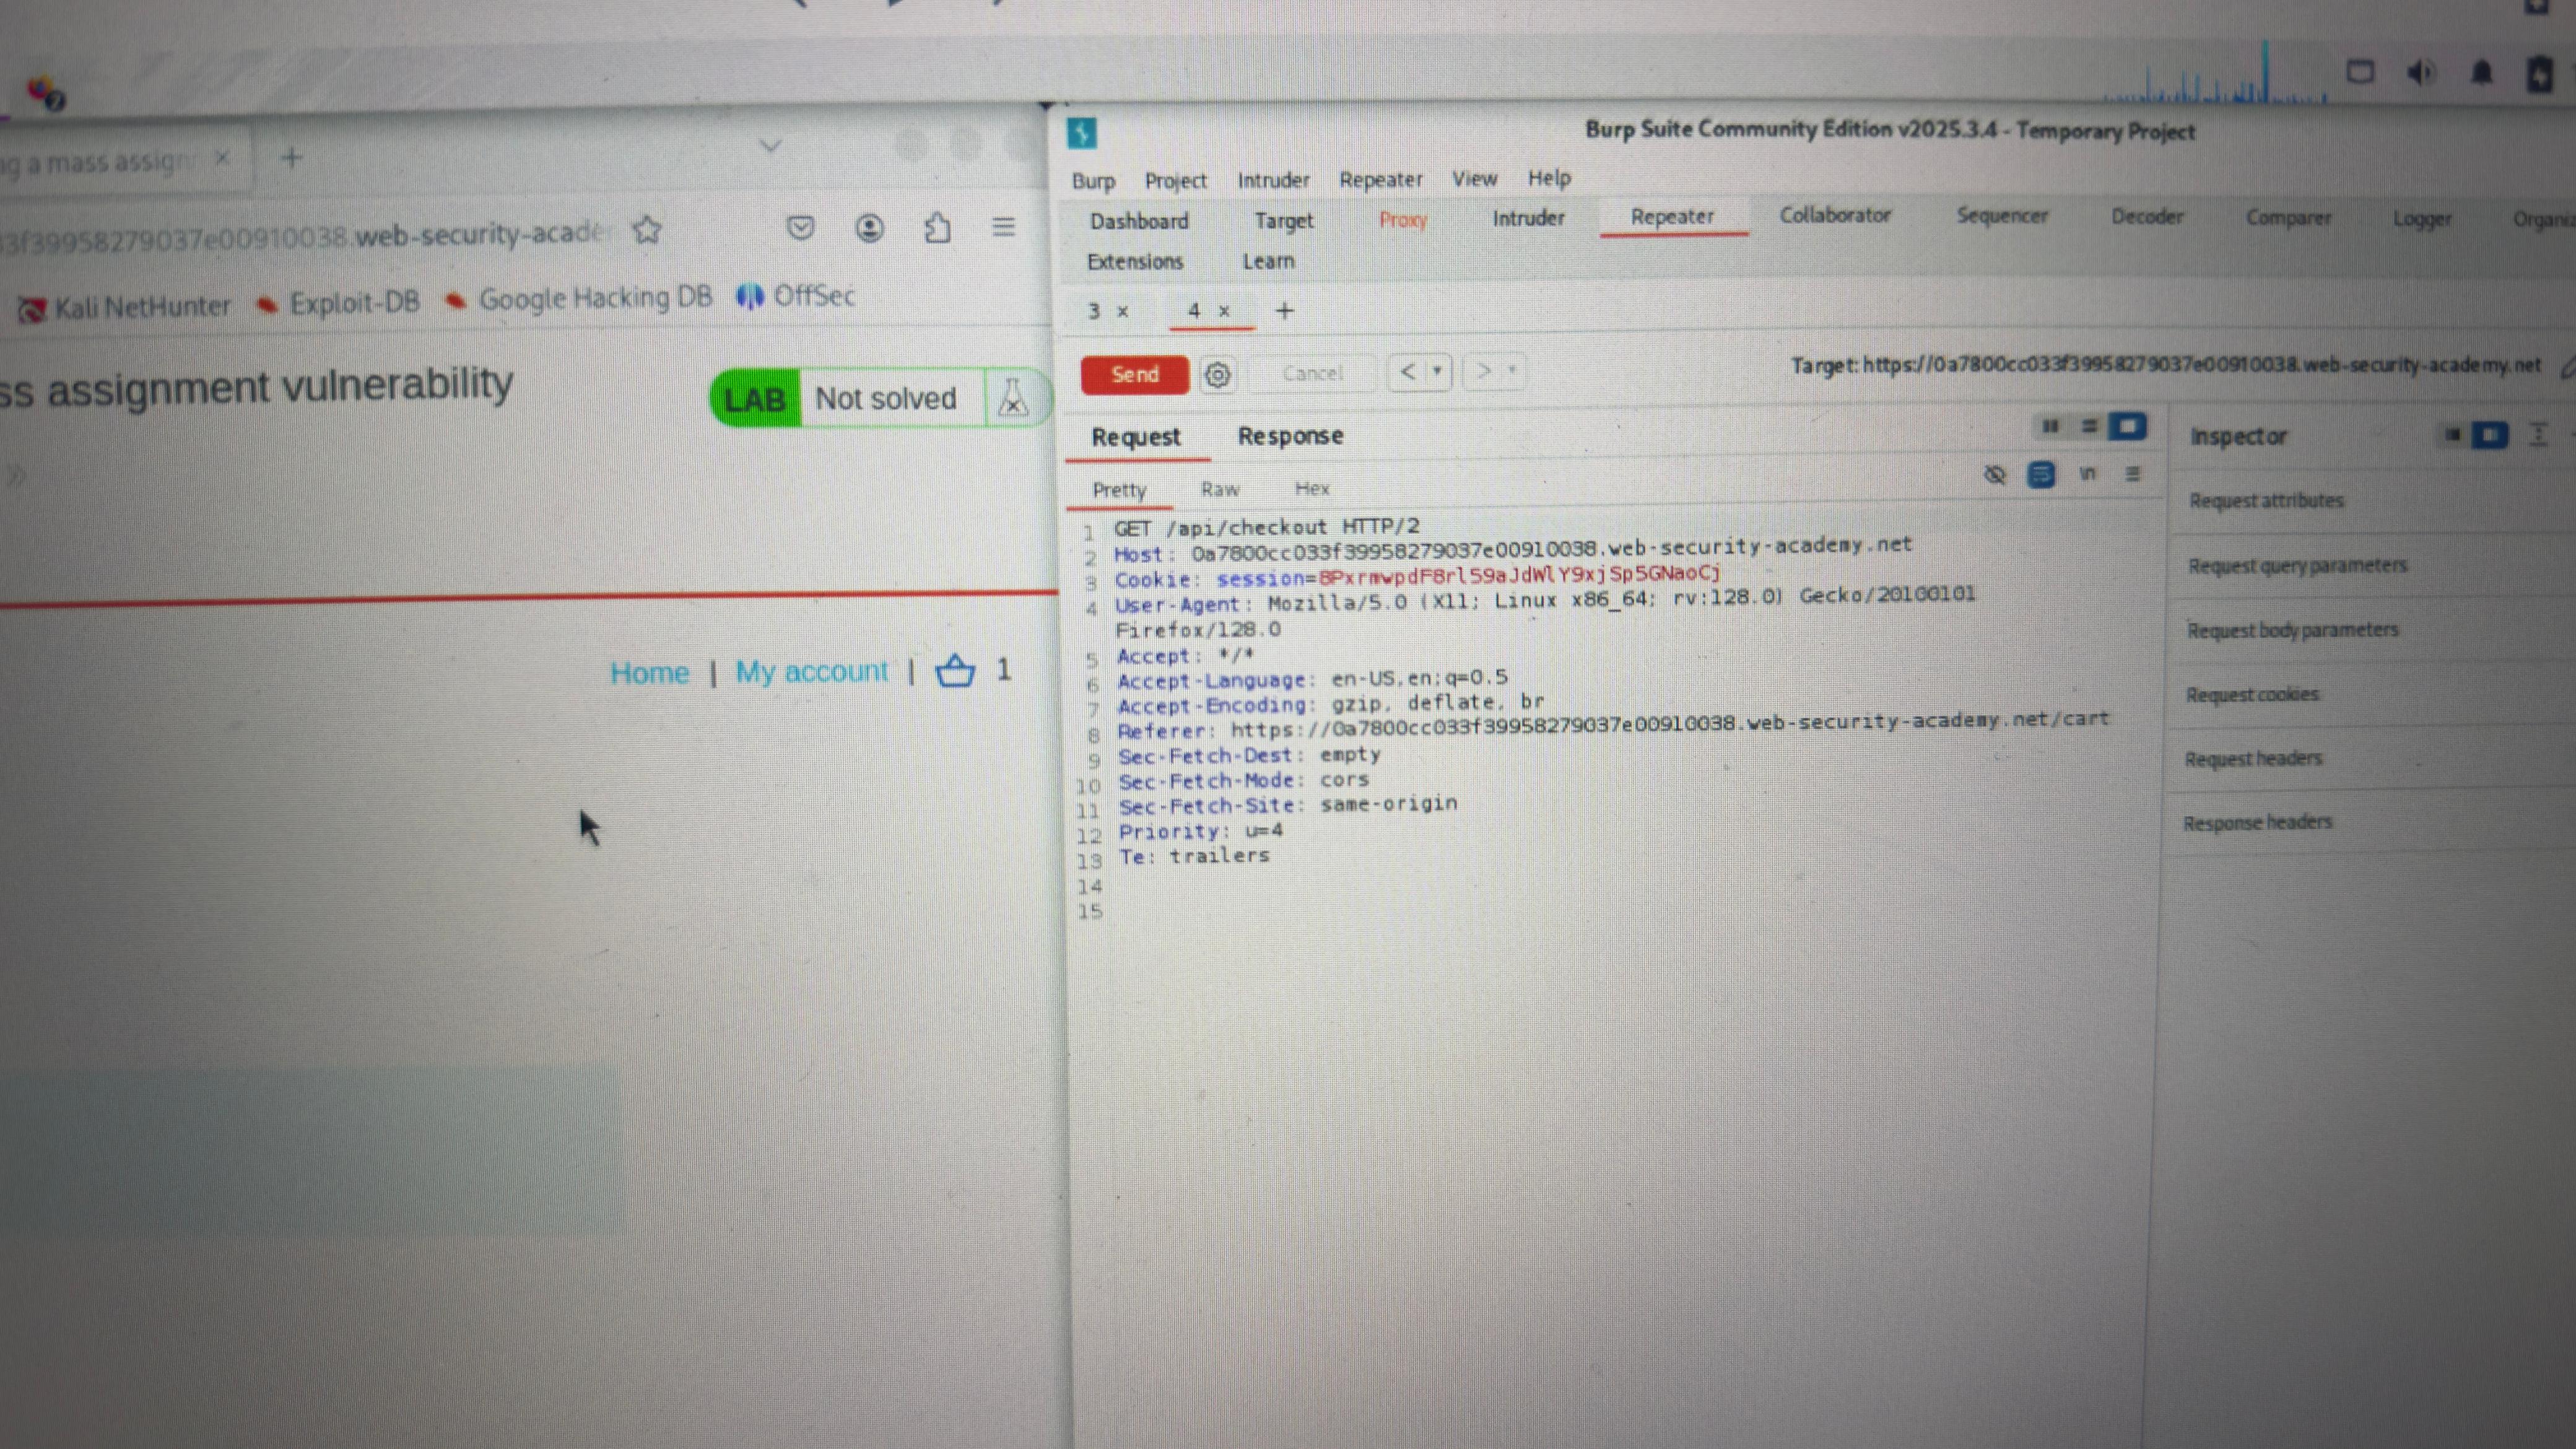 2
Burp Suite Community Edition v2025.3.4 - Temporary Project
ng a mass assign
Burp Project Intruder Repeater View Help
Dashboard Target Proxy Intruder Repeater Collaborator Sequencer Decoder Comparer Logger Organi
Extensions Learn
3f39958279037e00910038.web-security-acade
Kali NetHunter Exploit-DB Google Hacking DB OffSec
3 × 4 × +
Send Cancel < >
Target: https://0a7800cc033f39958279037e00910038.web-security-academy.net
ss assignment vulnerability
LAB Not solved
Request Response
Inspector
Pretty Raw Hex
\n
Request attributes
Request query parameters
Request body parameters
Request cookies
Request headers
Response headers
1 GET /api/checkout HTTP/2
2 Host: 0a7800cc033f39958279037e00910038.web-security-academy.net
3 Cookie: session=8PxrmwpdF8rl59aJdWlY9xjSp5GNaoCj
4 User-Agent: Mozilla/5.0 (X11; Linux x86_64; rv:128.0) Gecko/20100101
Firefox/128.0
5 Accept: */*
6 Accept-Language: en-US,en;q=0.5
7 Accept-Encoding: gzip, deflate, br
8 Referer: https://0a7800cc033f39958279037e00910038.web-security-academy.net/cart
9 Sec-Fetch-Dest: empty
10 Sec-Fetch-Mode: cors
11 Sec-Fetch-Site: same-origin
12 Priority: u=4
13 Te: trailers
14
15
Home | My account | 1